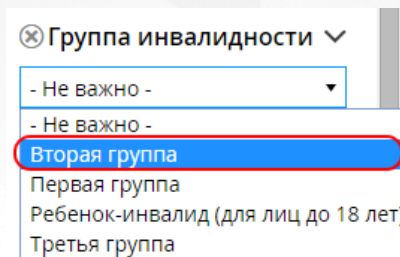 Группа инвалидности
- Не важно -
- Не важно -
Вторая группа
Первая группа
Ребенок-инвалид (для лиц до 18 лет)
Третья группа